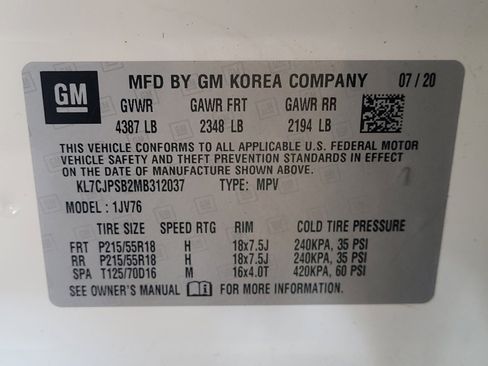 GM MFD BY GM KOREA COMPANY 07/20
GVWR GAWR FRT GAWR RR
4387 LB 2348 LB 2194 LB
THIS VEHICLE CONFORMS TO ALL APPLICABLE U.S. FEDERAL MOTOR
VEHICLE SAFETY AND THEFT PREVENTION STANDARDS IN EFFECT ON
THE DATE OF MANUFACTURE SHOWN ABOVE.
KL7CJPSB2MB312037 TYPE: MPV
MODEL : 1JV76
TIRE SIZE SPEED RTG RIM COLD TIRE PRESSURE
FRT P215/55R18 H 18x7.5J 240KPA, 35 PSI
RR P215/55R18 H 18x7.5J 240KPA, 35 PSI
SPA T125/70D16 M 16x4.0T 420KPA, 60 PSI
SEE OWNER'S MANUAL FOR MORE INFORMATION.